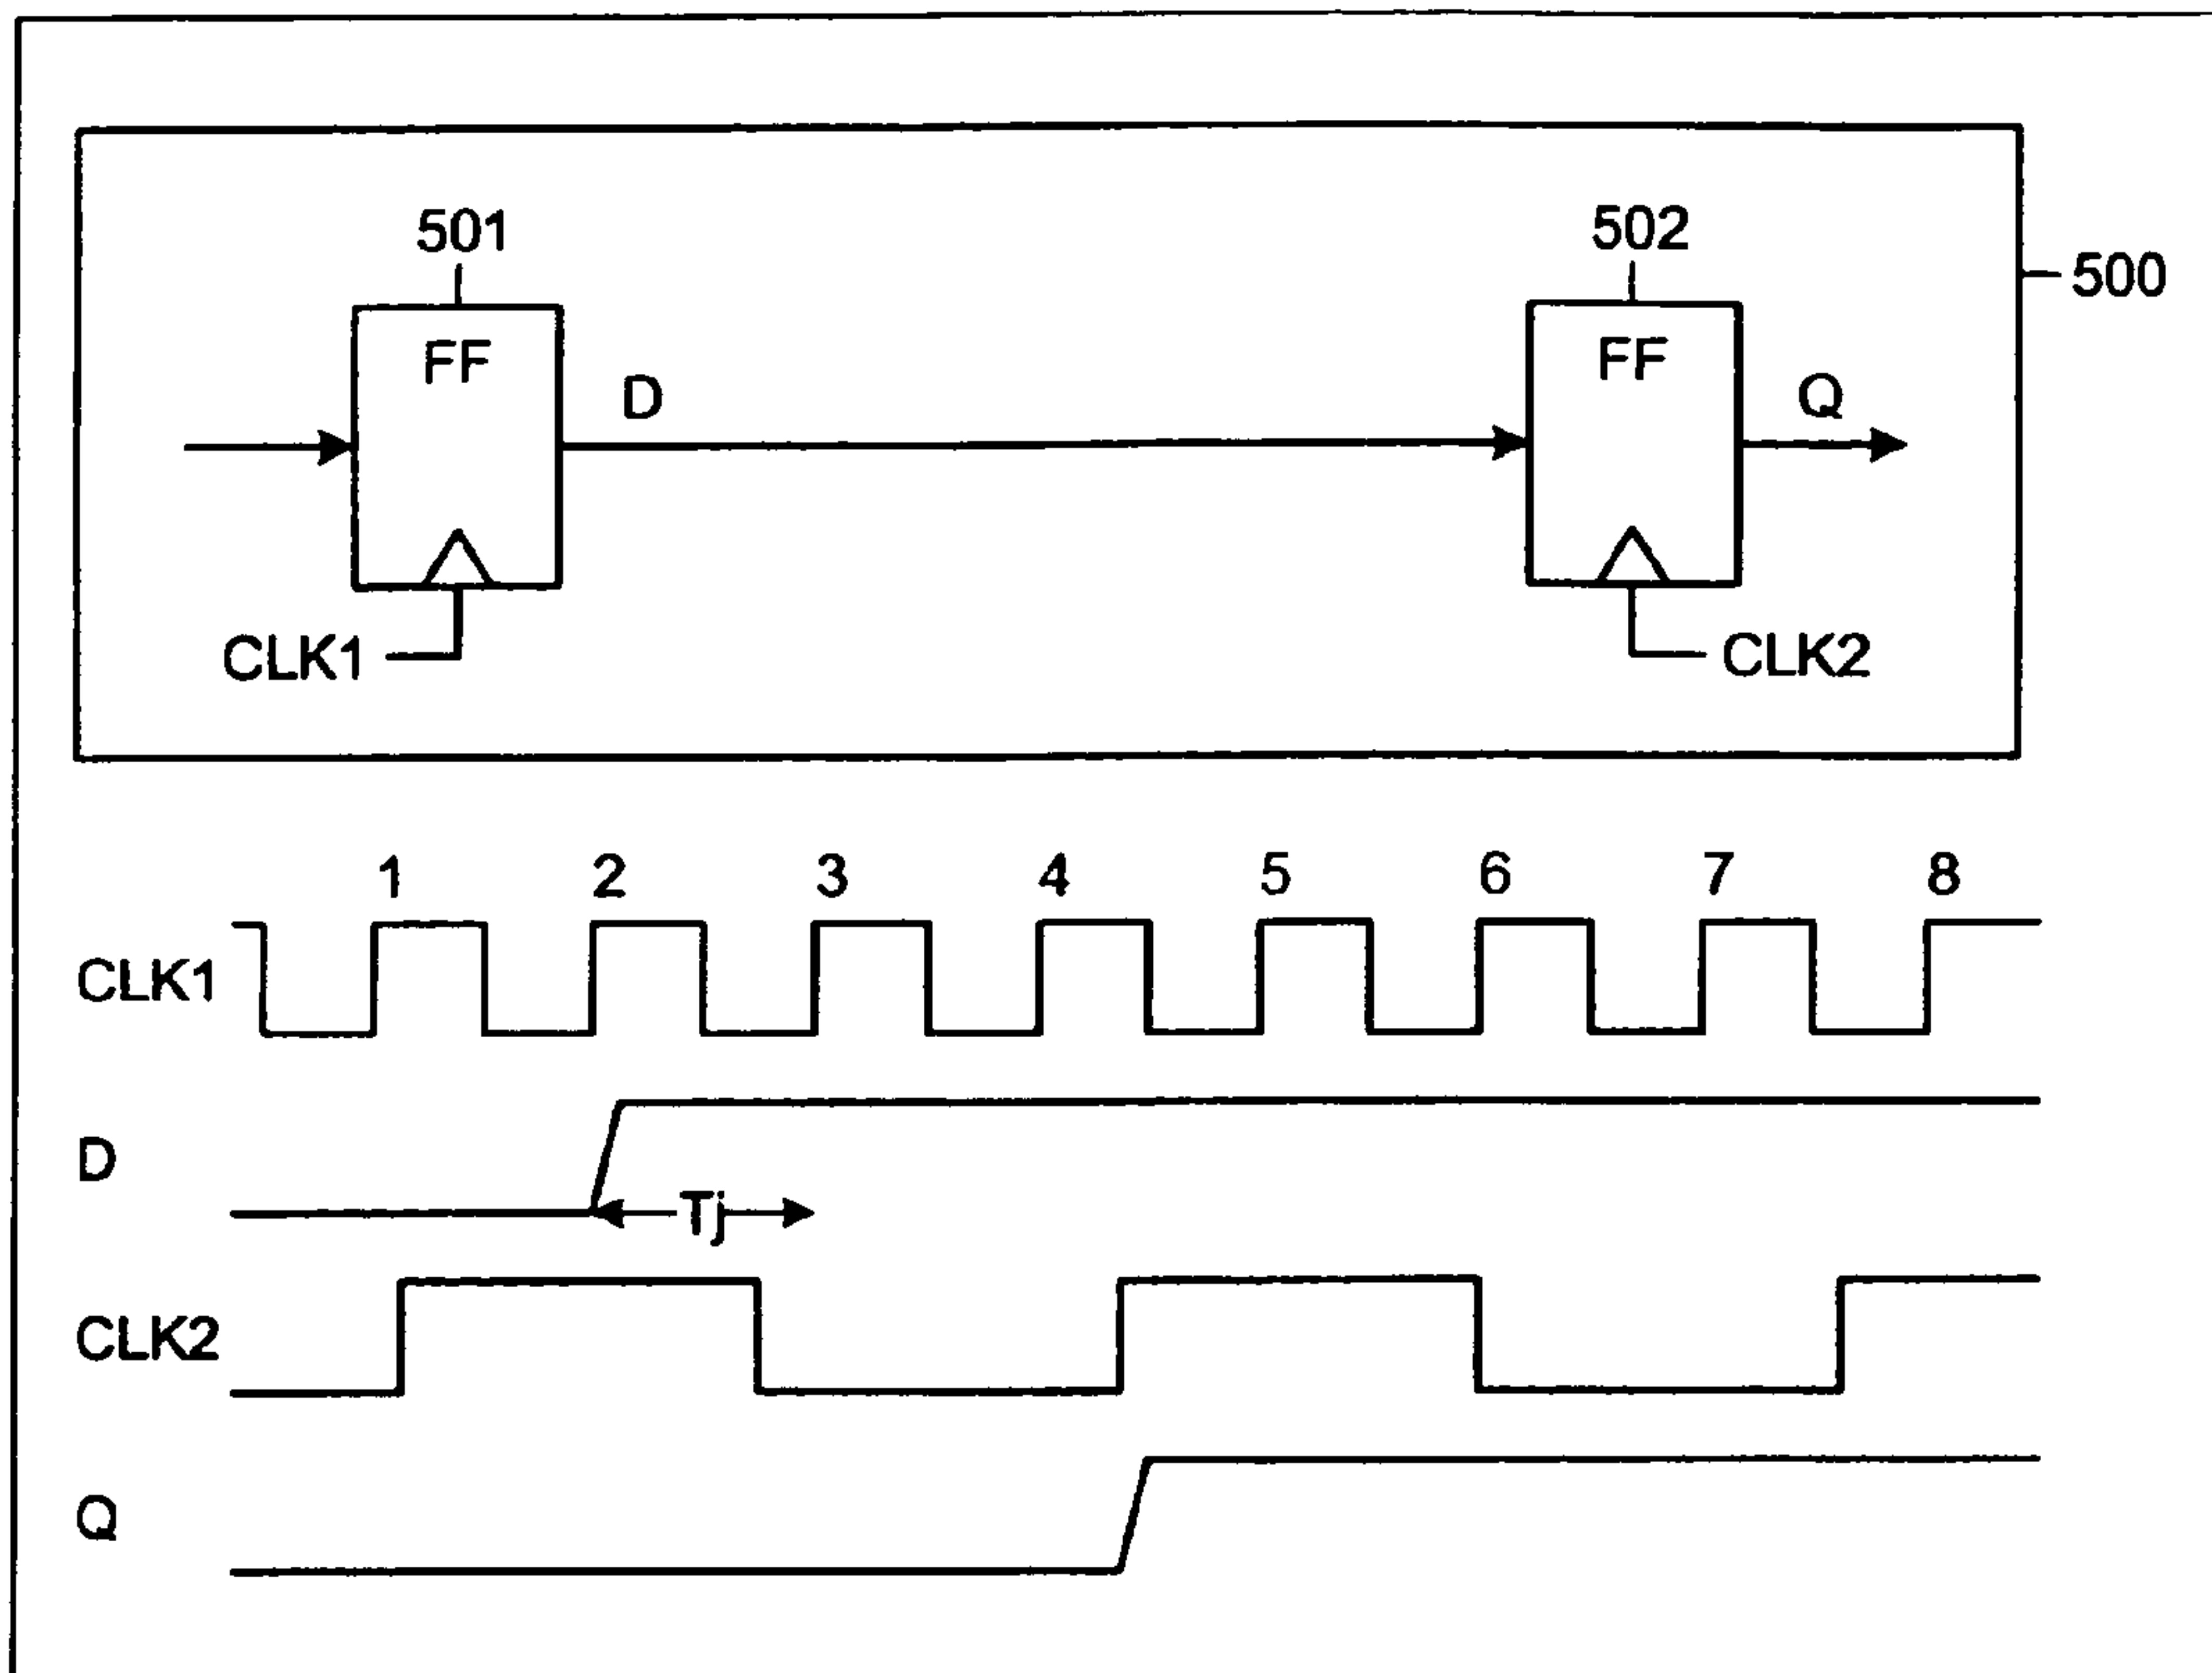 501 502
500
FF FF
D Q
CLK1 CLK2
1 2 3 4 5 6 7 8
CLK1
D
Tj
CLK2
Q